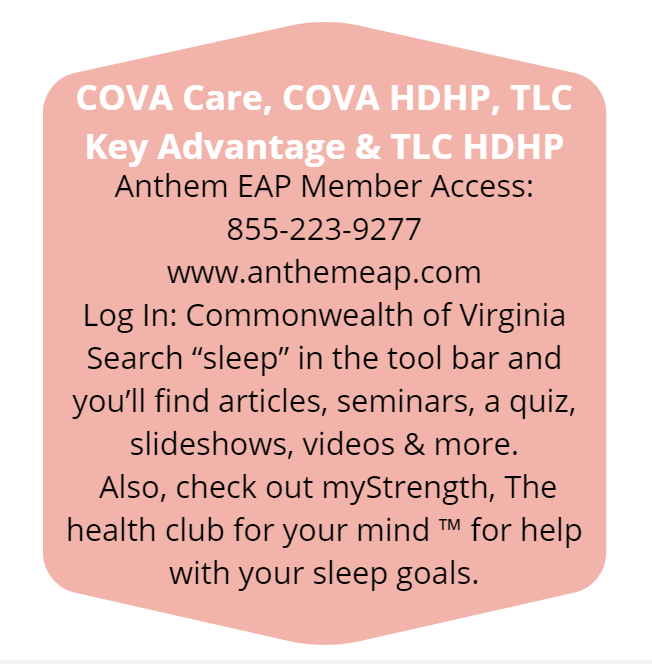 COVA Care, COVA HDHP, TLC
Key Advantage & TLC HDHP
Anthem EAP Member Access:
855-223-9277
www.anthemeap.com
Log In: Commonwealth of Virginia
Search “sleep” in the tool bar and
you’ll find articles, seminars, a quiz,
slideshows, videos & more.
Also, check out myStrength, The
health club for your mind ™ for help
with your sleep goals.